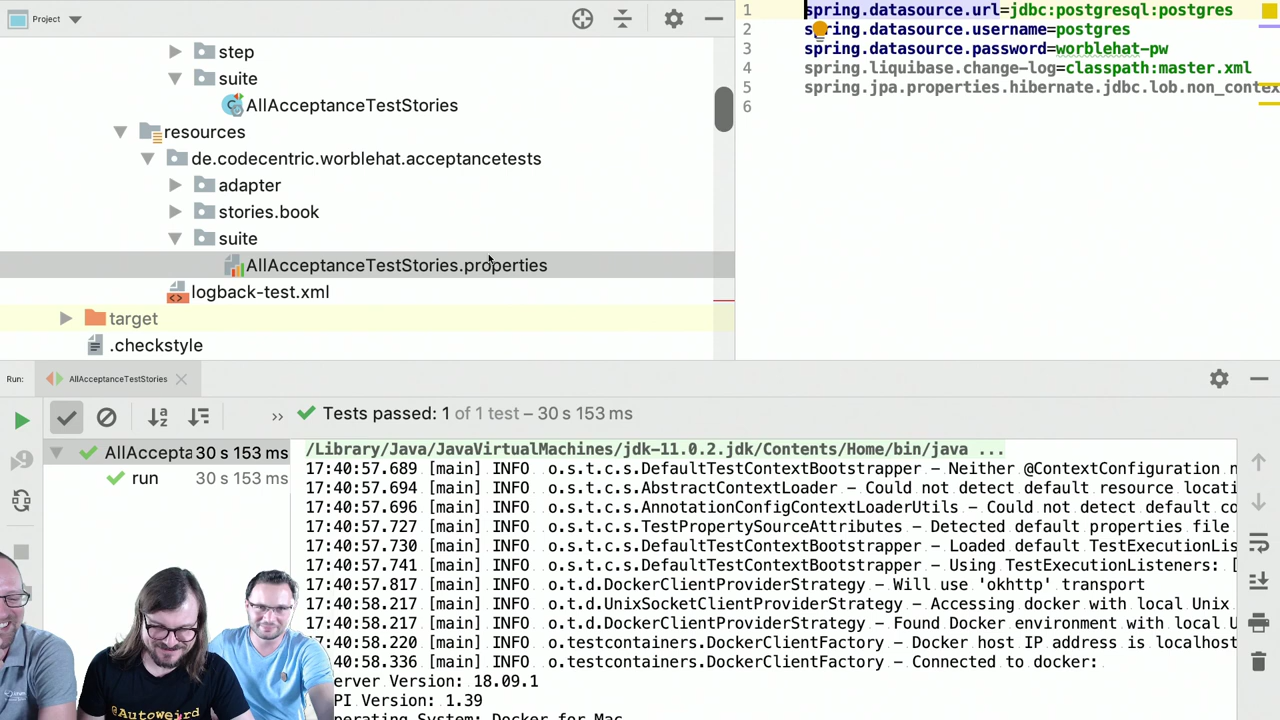 Project
step
suite
AllAcceptanceTestStories
resources
de.codecentric.worblehat.acceptancetests
adapter
stories.book
suite
AllAcceptanceTestStories.properties
logback-test.xml
target
.checkstyle
1 spring.datasource.url=jdbc:postgresql:postgres
2 spring.datasource.username=postgres
3 spring.datasource.password=worblehat-pw
4 spring.liquibase.change-log=classpath:master.xml
5 spring.jpa.properties.hibernate.jdbc.lob.non_contex
6
Run: AllAcceptanceTestStories
Tests passed: 1 of 1 test – 30 s 153 ms
AllAccepta 30 s 153 ms
run 30 s 153 ms
/Library/Java/JavaVirtualMachines/jdk-11.0.2.jdk/Contents/Home/bin/java ...
17:40:57.689 [main] INFO o.s.t.c.s.DefaultTestContextBootstrapper – Neither @ContextConfiguration n
17:40:57.694 [main] INFO o.s.t.c.s.AbstractContextLoader – Could not detect default resource locati
17:40:57.696 [main] INFO o.s.t.c.s.AnnotationConfigContextLoaderUtils – Could not detect default co
17:40:57.727 [main] INFO o.s.t.c.s.TestPropertySourceAttributes – Detected default properties file
17:40:57.730 [main] INFO o.s.t.c.s.DefaultTestContextBootstrapper – Loaded default TestExecutionLis
17:40:57.741 [main] INFO o.s.t.c.s.DefaultTestContextBootstrapper – Using TestExecutionListeners: [
17:40:57.817 [main] INFO o.t.d.DockerClientProviderStrategy – Will use 'okhttp' transport
17:40:58.217 [main] INFO o.t.d.UnixSocketClientProviderStrategy – Accessing docker with local Unix
17:40:58.217 [main] INFO o.t.d.DockerClientProviderStrategy – Found Docker environment with local U
17:40:58.220 [main] INFO o.testcontainers.DockerClientFactory – Docker host IP address is localhost
:40:58.336 [main] INFO o.testcontainers.DockerClientFactory – Connected to docker:
erver Version: 18.09.1
PI Version: 1.39
perating System: Docker for Mac
@AutoWeird